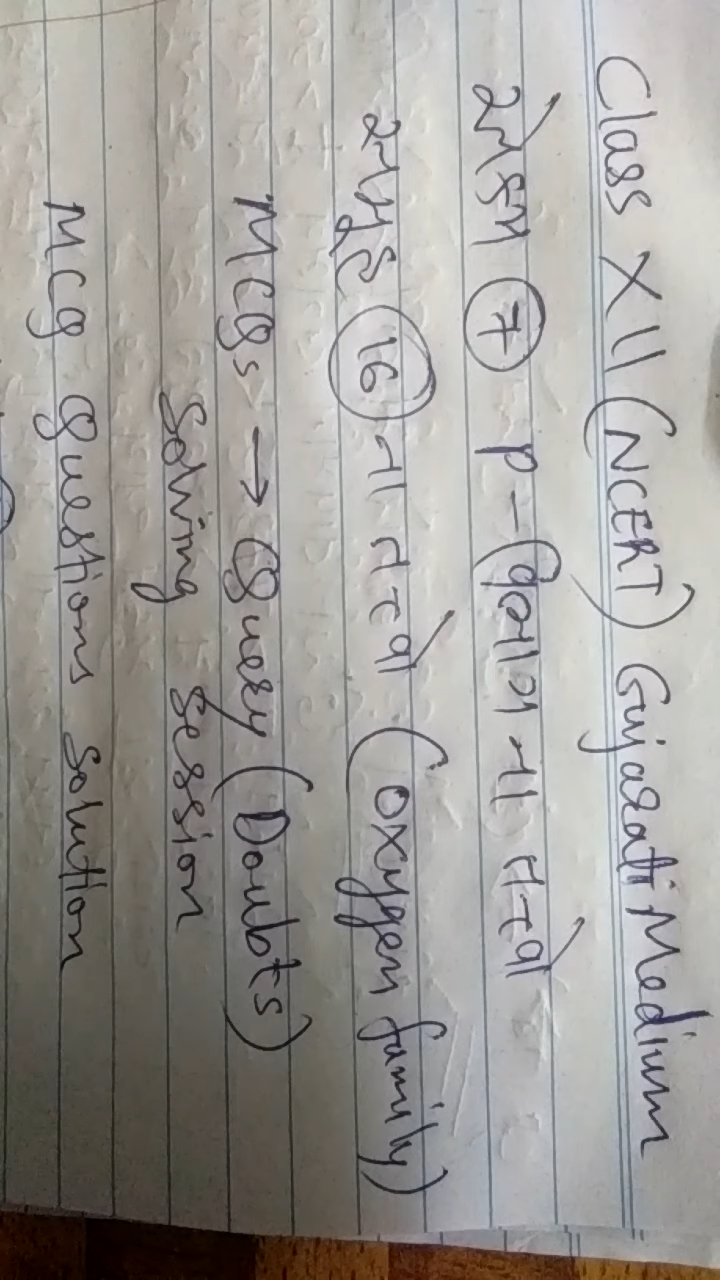 Class XII (NCERT) Gujarati Medium
એકમ 7 P-વિભાગ ના તત્વો
સમૂહ 16 ના તત્વો (oxygen family)
MCQs → Query (Doubts)
Solving session
MCQ questions solution